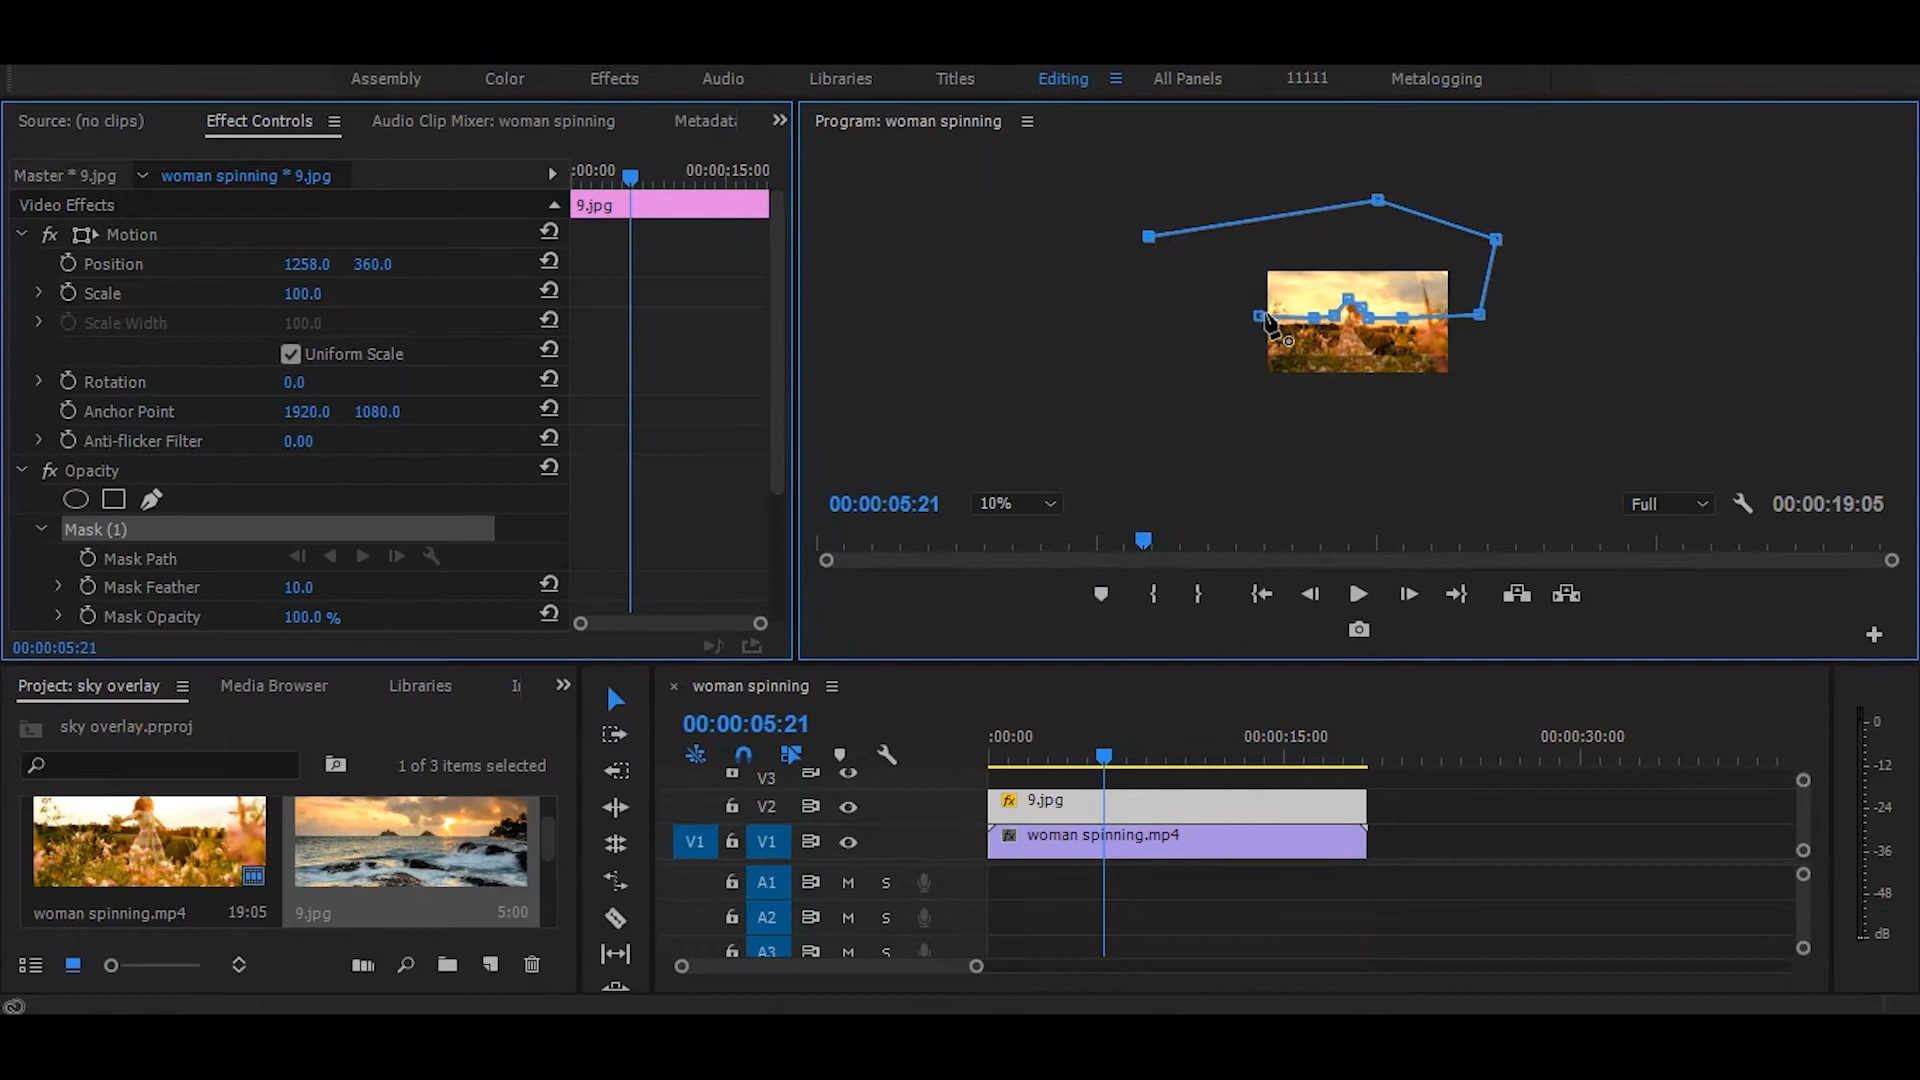 Assembly Color Effects Audio Libraries Titles Editing All Panels 11111 Metalogging
Source: (no clips) Effect Controls Audio Clip Mixer: woman spinning Metadat
Master * 9.jpg woman spinning * 9.jpg
:00:00 00:00:15:00
Video Effects
9.jpg
fx Motion
Position 1258.0 360.0
Scale 100.0
Scale Width 100.0
Uniform Scale
Rotation 0.0
Anchor Point 1920.0 1080.0
Anti-flicker Filter 0.00
fx Opacity
Mask (1)
Mask Path
Mask Feather 10.0
Mask Opacity 100.0 %
00:00:05:21
Program: woman spinning
00:00:05:21 10% Full 00:00:19:05
Project: sky overlay Media Browser Libraries
sky overlay.prproj
1 of 3 items selected
woman spinning.mp4 19:05
9.jpg 5:00
woman spinning
00:00:05:21
:00:00 00:00:15:00 00:00:30:00
V3
V2 fx 9.jpg
V1 V1 fx woman spinning.mp4
A1 M S
A2 M S
A3 M S
0
-12
-24
-36
-48
dB